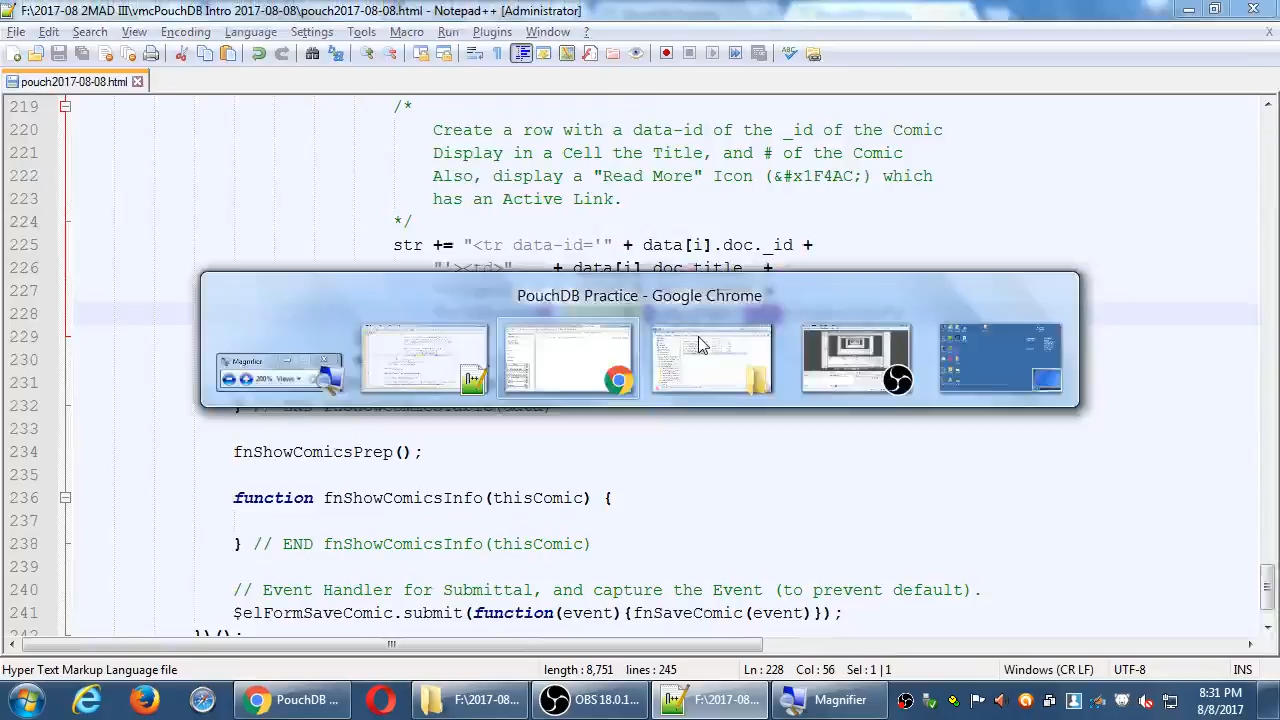 F:\2017-08 2MAD III\vmcPouchDB Intro 2017-08-08\pouch2017-08-08.html - Notepad++ [Administrator]
File Edit Search View Encoding Language Settings Tools Macro Run Plugins Window ? X
pouch2017-08-08.html
219 /*
220 Create a row with a data-id of the _id of the Comic
221 Display in a Cell the Title, and # of the Comic
222 Also, display a "Read More" Icon (&#x1F4AC;) which
223 has an Active Link.
224 */
225 str += "<tr data-id='" + data[i].doc._id +
226 "'><td>" + data[i].doc.title +
227
228
PouchDB Practice - Google Chrome
Magnifier
200% Views
229
230
231
232
233
234 fnShowComicsPrep();
235
236 function fnShowComicsInfo(thisComic) {
237
238 } // END fnShowComicsInfo(thisComic)
239
240 // Event Handler for Submittal, and capture the Event (to prevent default).
241 $elFormSaveComic.submit(function(event){fnSaveComic(event)});
242 })();
Hyper Text Markup Language file length : 8,751 lines : 245 Ln : 228 Col : 56 Sel : 1 | 1 Windows (CR LF) UTF-8 INS
PouchDB ... F:\2017-08... OBS 18.0.1... F:\2017-08... Magnifier 8:31 PM
8/8/2017